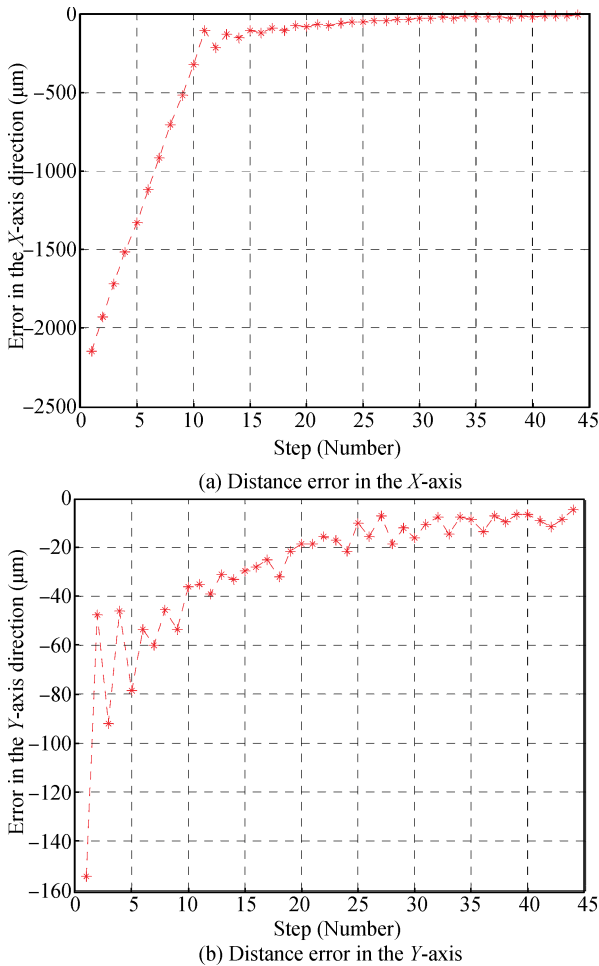 0
−500
−1000
−1500
−2000
−2500
Error in the X-axis direction (μm)
0 5 10 15 20 25 30 35 40 45
Step (Number)
(a) Distance error in the X-axis
0
−20
−40
−60
−80
−100
−120
−140
−160
Error in the Y-axis direction (μm)
0 5 10 15 20 25 30 35 40 45
Step (Number)
(b) Distance error in the Y-axis